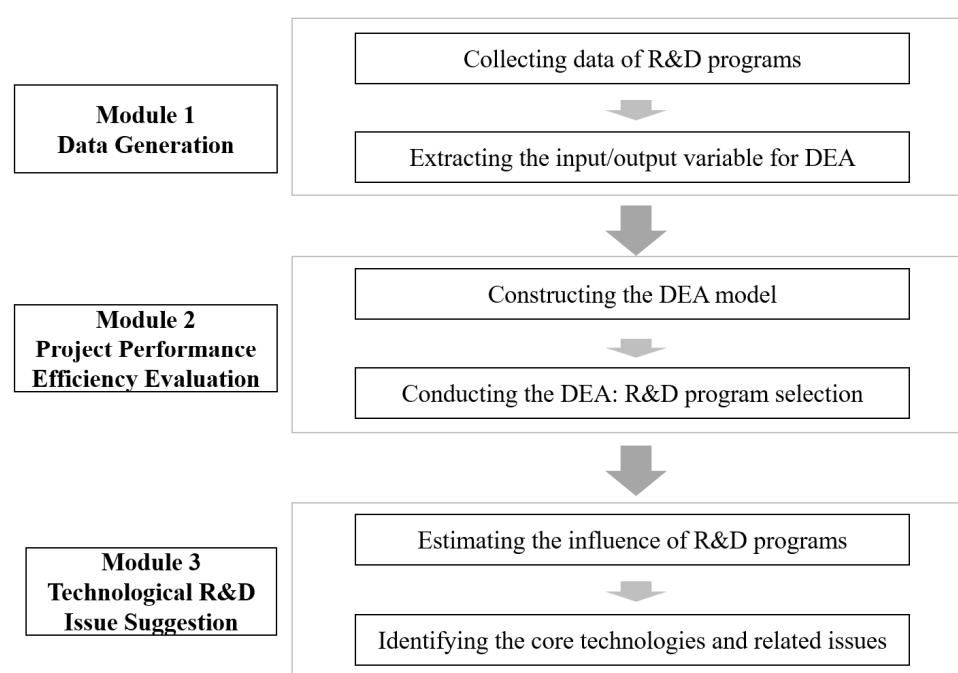 Module 1
Data Generation
Collecting data of R&D programs
Extracting the input/output variable for DEA
Module 2
Project Performance
Efficiency Evaluation
Constructing the DEA model
Conducting the DEA: R&D program selection
Module 3
Technological R&D
Issue Suggestion
Estimating the influence of R&D programs
Identifying the core technologies and related issues